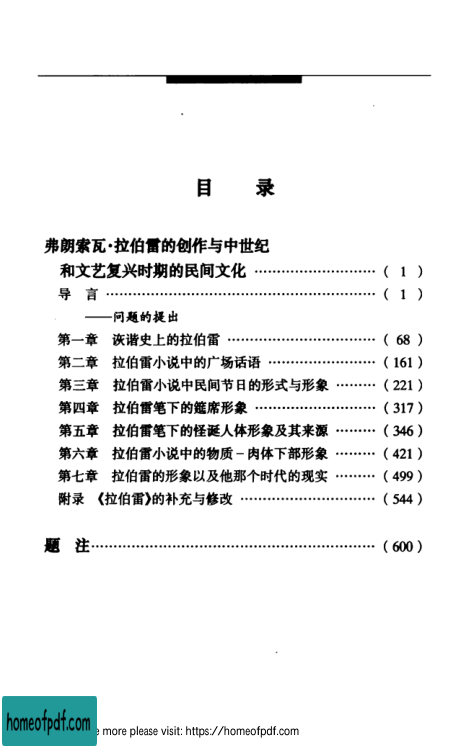 目 录
弗朗索瓦·拉伯雷的创作与中世纪
和文艺复兴时期的民间文化 ………………………… ( 1 )
导 言 ………………………………………………… ( 1 )
——问题的提出
第一章 诙谐史上的拉伯雷 ………………………… ( 68 )
第二章 拉伯雷小说中的广场话语 ………………… ( 161 )
第三章 拉伯雷小说中民间节日的形式与形象 ……… ( 221 )
第四章 拉伯雷笔下的筵席形象 …………………… ( 317 )
第五章 拉伯雷笔下的怪诞人体形象及其来源 ……… ( 346 )
第六章 拉伯雷小说中的物质－肉体下部形象 ……… ( 421 )
第七章 拉伯雷的形象以及他那个时代的现实 ……… ( 499 )
附录 《拉伯雷》的补充与修改 ……………………… ( 544 )
题 注 ………………………………………………… ( 600 )
homeofpdf.com
e more please visit: https://homeofpdf.com